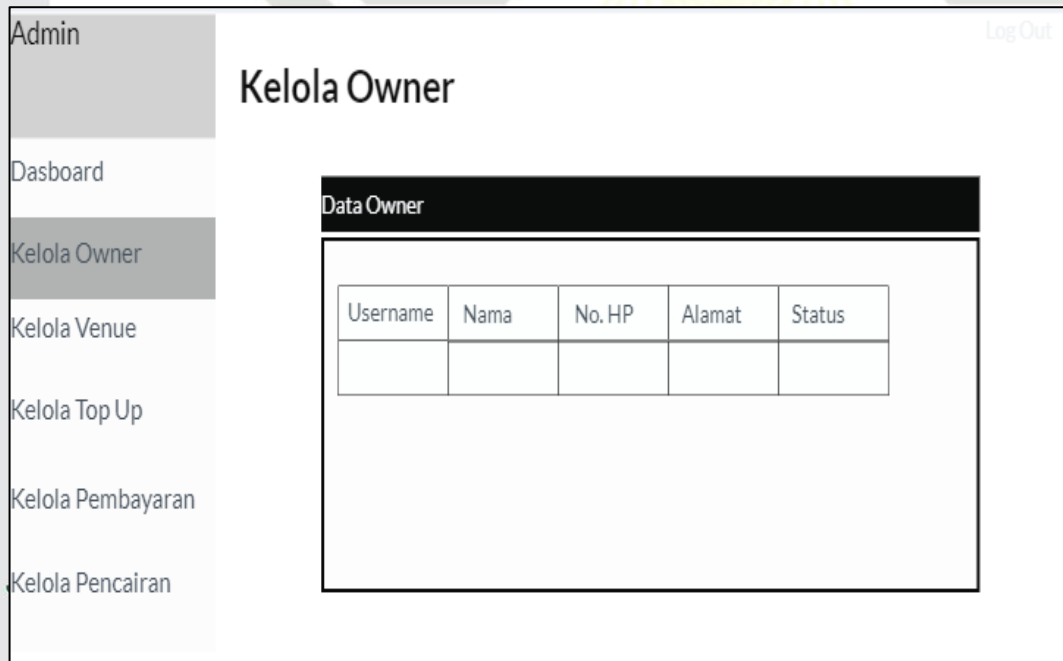 Admin
Log Out
Kelola Owner
Dasboard
Kelola Owner
Kelola Venue
Kelola Top Up
Kelola Pembayaran
Kelola Pencairan
Data Owner
Username Nama No. HP Alamat Status